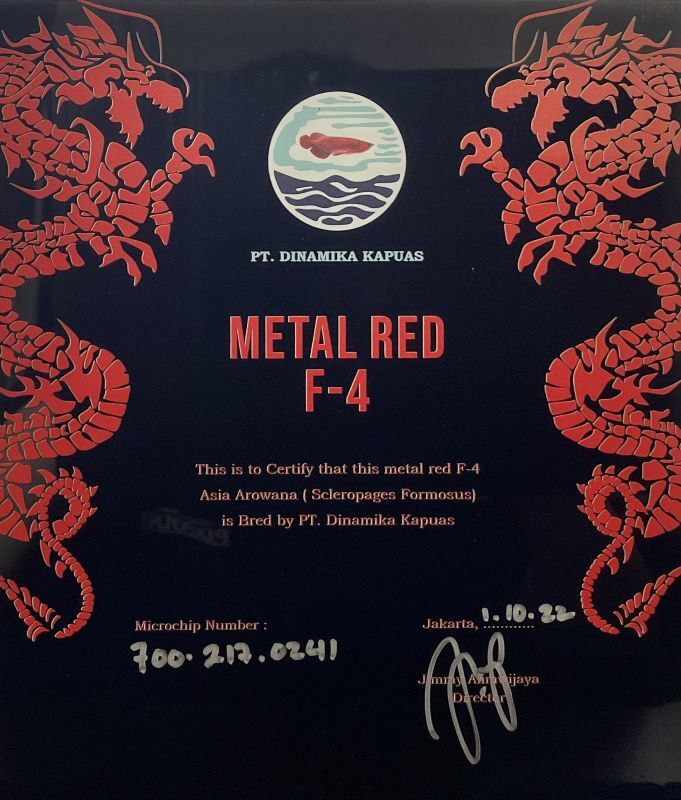 PT. DINAMIKA KAPUAS
METAL RED
F-4
This is to Certify that this metal red F-4
Asia Arowana ( Scleropages Formosus)
is Bred by PT. Dinamika Kapuas
Microchip Number :
700.217.0241
Jakarta, 1.10.22
Jimmy
Director